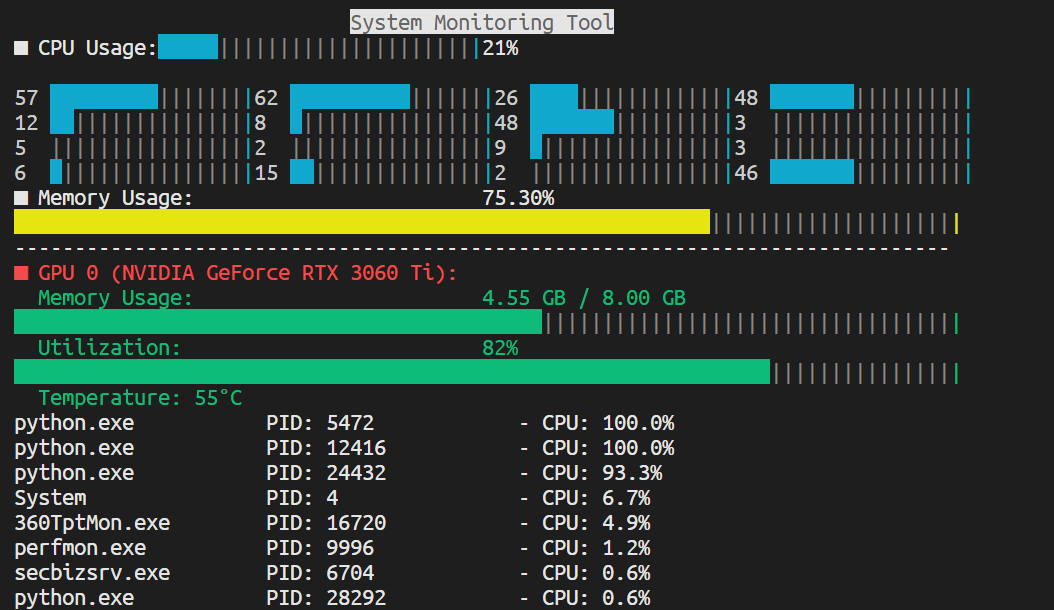 System Monitoring Tool
■ CPU Usage: 21%
57 62 26 48
12 8 48 3
5 2 9 3
6 15 2 46
■ Memory Usage: 75.30%
------------------------------------------------------------------------------
■ GPU 0 (NVIDIA GeForce RTX 3060 Ti):
Memory Usage: 4.55 GB / 8.00 GB
Utilization: 82%
Temperature: 55°C
python.exe PID: 5472 - CPU: 100.0%
python.exe PID: 12416 - CPU: 100.0%
python.exe PID: 24432 - CPU: 93.3%
System PID: 4 - CPU: 6.7%
360TptMon.exe PID: 16720 - CPU: 4.9%
perfmon.exe PID: 9996 - CPU: 1.2%
secbizsrv.exe PID: 6704 - CPU: 0.6%
python.exe PID: 28292 - CPU: 0.6%